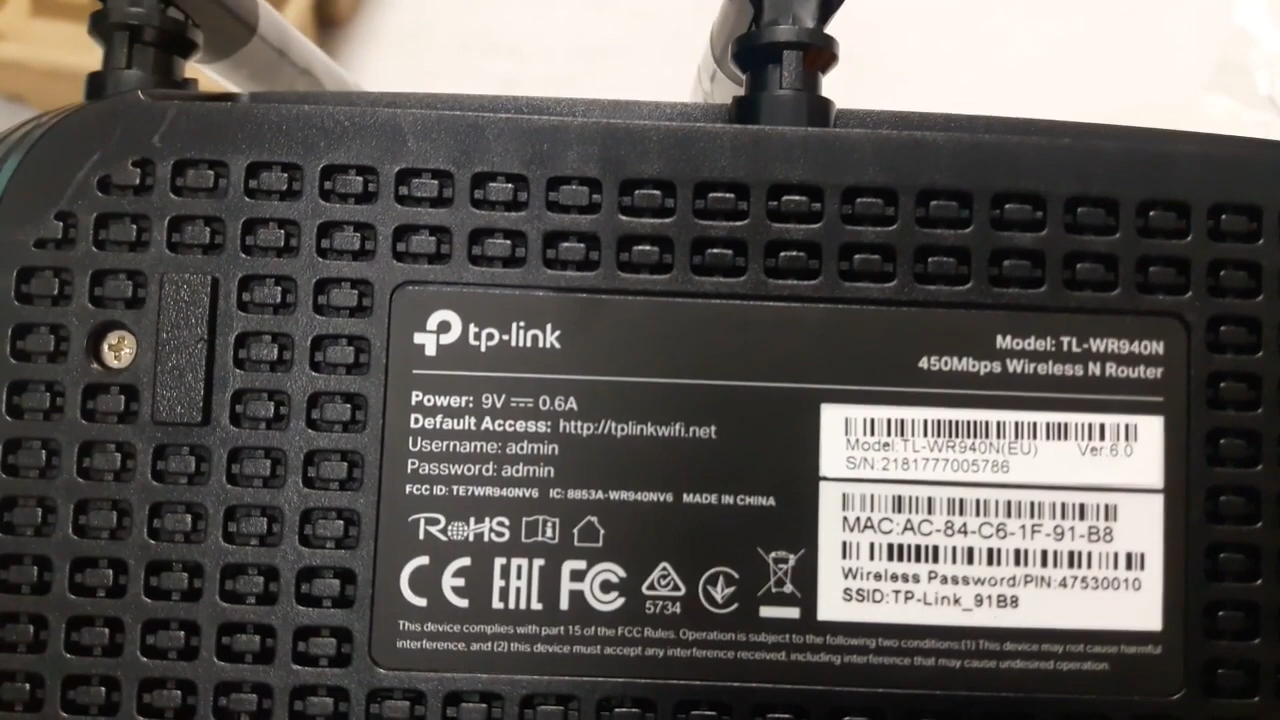 tp-link
Model: TL-WR940N
450Mbps Wireless N Router
Power: 9V 0.6A
Default Access: http://tplinkwifi.net
Username: admin
Password: admin
FCC ID: TE7WR940NV6 IC: 8853A-WR940NV6 MADE IN CHINA
RoHS
CE EAC FC
5734
This device complies with part 15 of the FCC Rules. Operation is subject to the following two conditions:(1) This device may not cause harmful
interference, and (2) this device must accept any interference received, including interference that may cause undesired operation.
Model:TL-WR940N(EU) Ver:6.0
S/N:2181777005786
MAC:AC-84-C6-1F-91-B8
Wireless Password/PIN:47530010
SSID:TP-Link_91B8